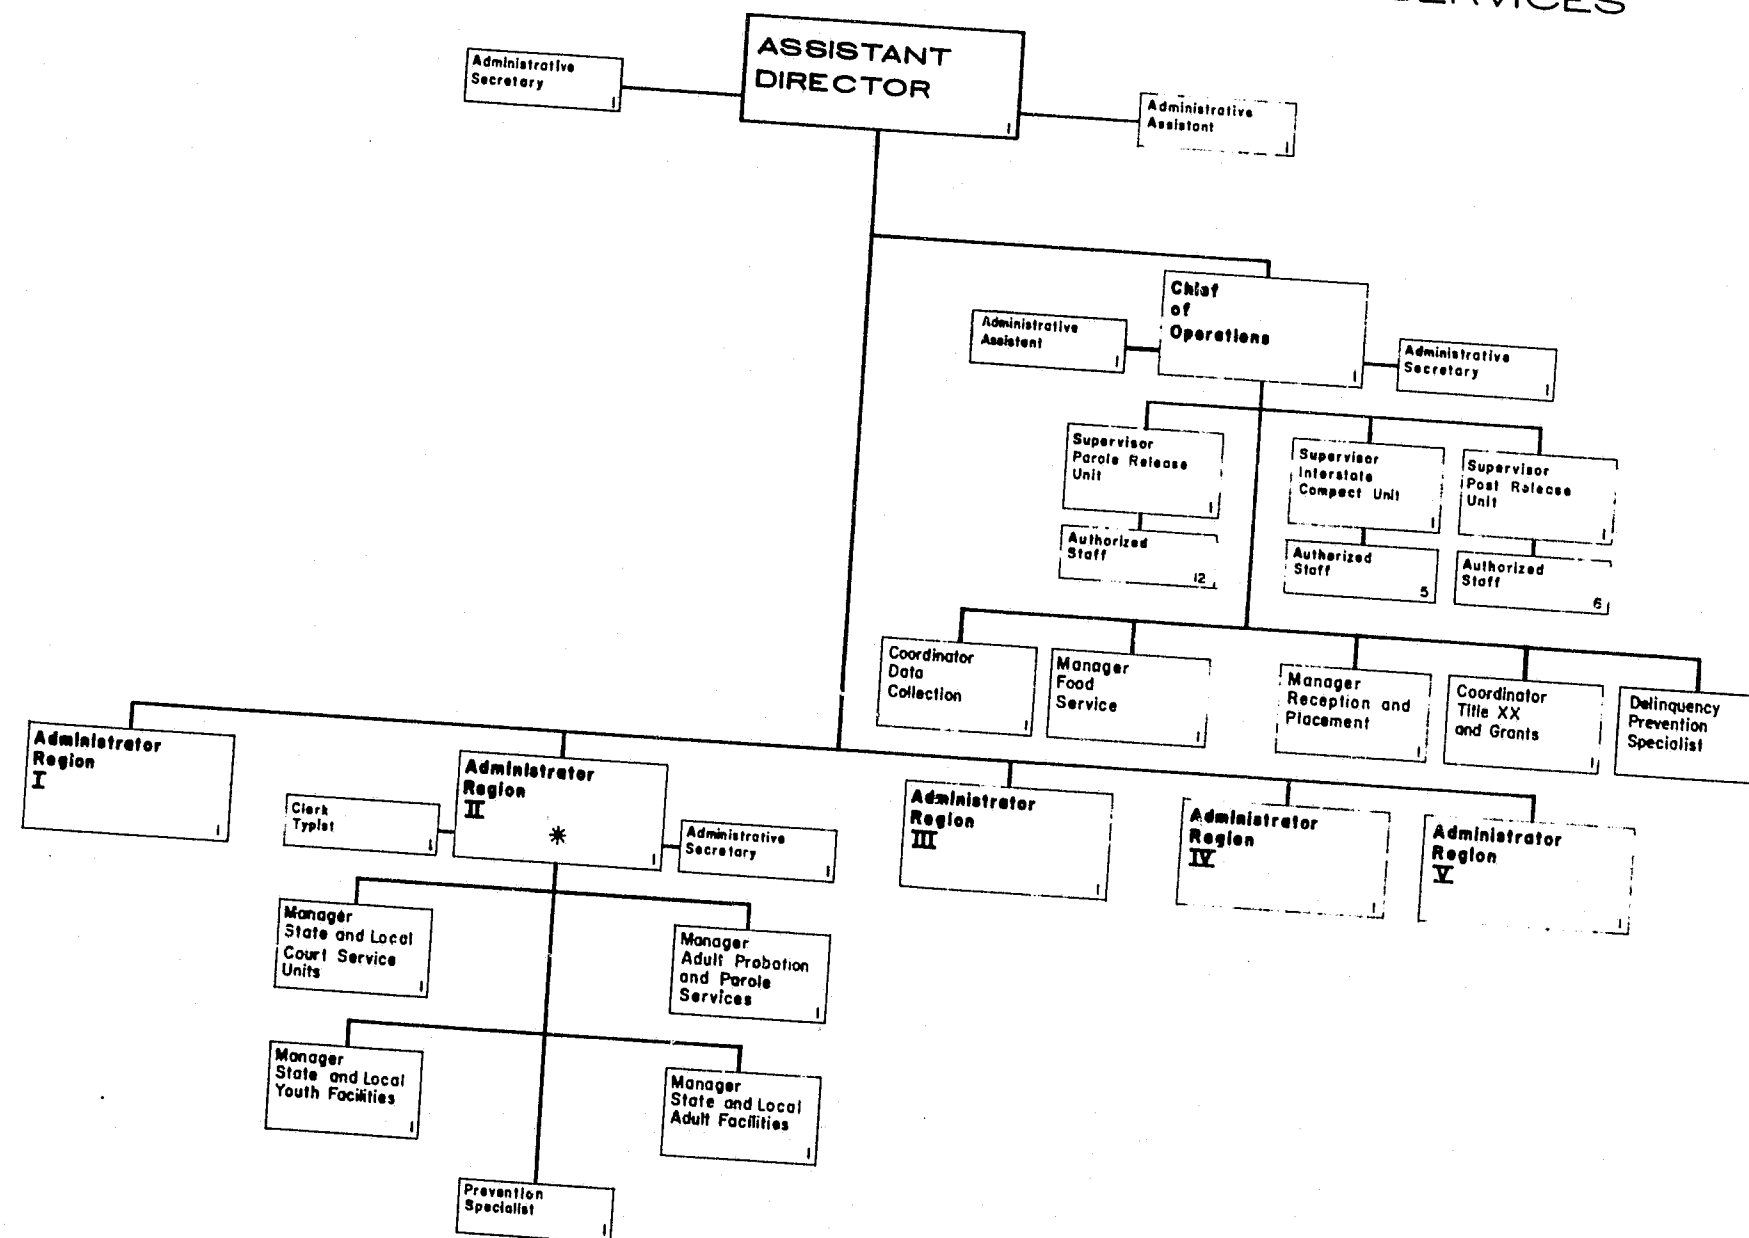 SERVICES
ASSISTANT
DIRECTOR
1
Administrative
Secretary
1
Administrative
Assistant
1
Chief
of
Operations
1
Administrative
Assistant
1
Administrative
Secretary
1
Supervisor
Parole Release
Unit
1
Supervisor
Interstate
Compact Unit
1
Supervisor
Post Release
Unit
1
Authorized
Staff
12
Authorized
Staff
5
Authorized
Staff
6
Coordinator
Data
Collection
1
Manager
Food
Service
1
Manager
Reception and
Placement
1
Coordinator
Title XX
and Grants
1
Delinquency
Prevention
Specialist
Administrator
Region
I
1
Clerk
Typist
1
Administrator
Region
II
*
1
Administrative
Secretary
1
Administrator
Region
III
1
Administrator
Region
IV
1
Administrator
Region
V
1
Manager
State and Local
Court Service
Units
1
Manager
Adult Probation
and Parole
Services
1
Manager
State and Local
Youth Facilities
1
Manager
State and Local
Adult Facilities
1
Prevention
Specialist
1